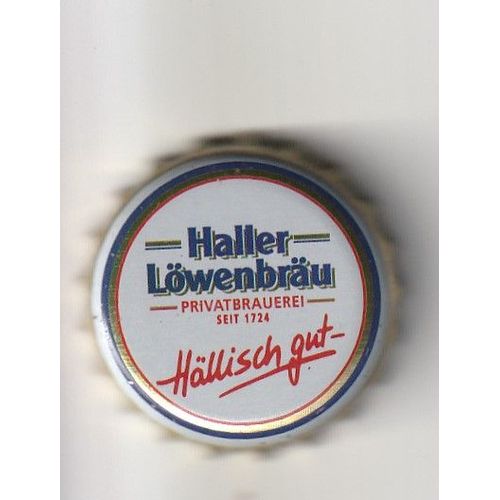 Haller
Löwenbräu
PRIVATBRAUEREI
SEIT 1724
Hällisch gut